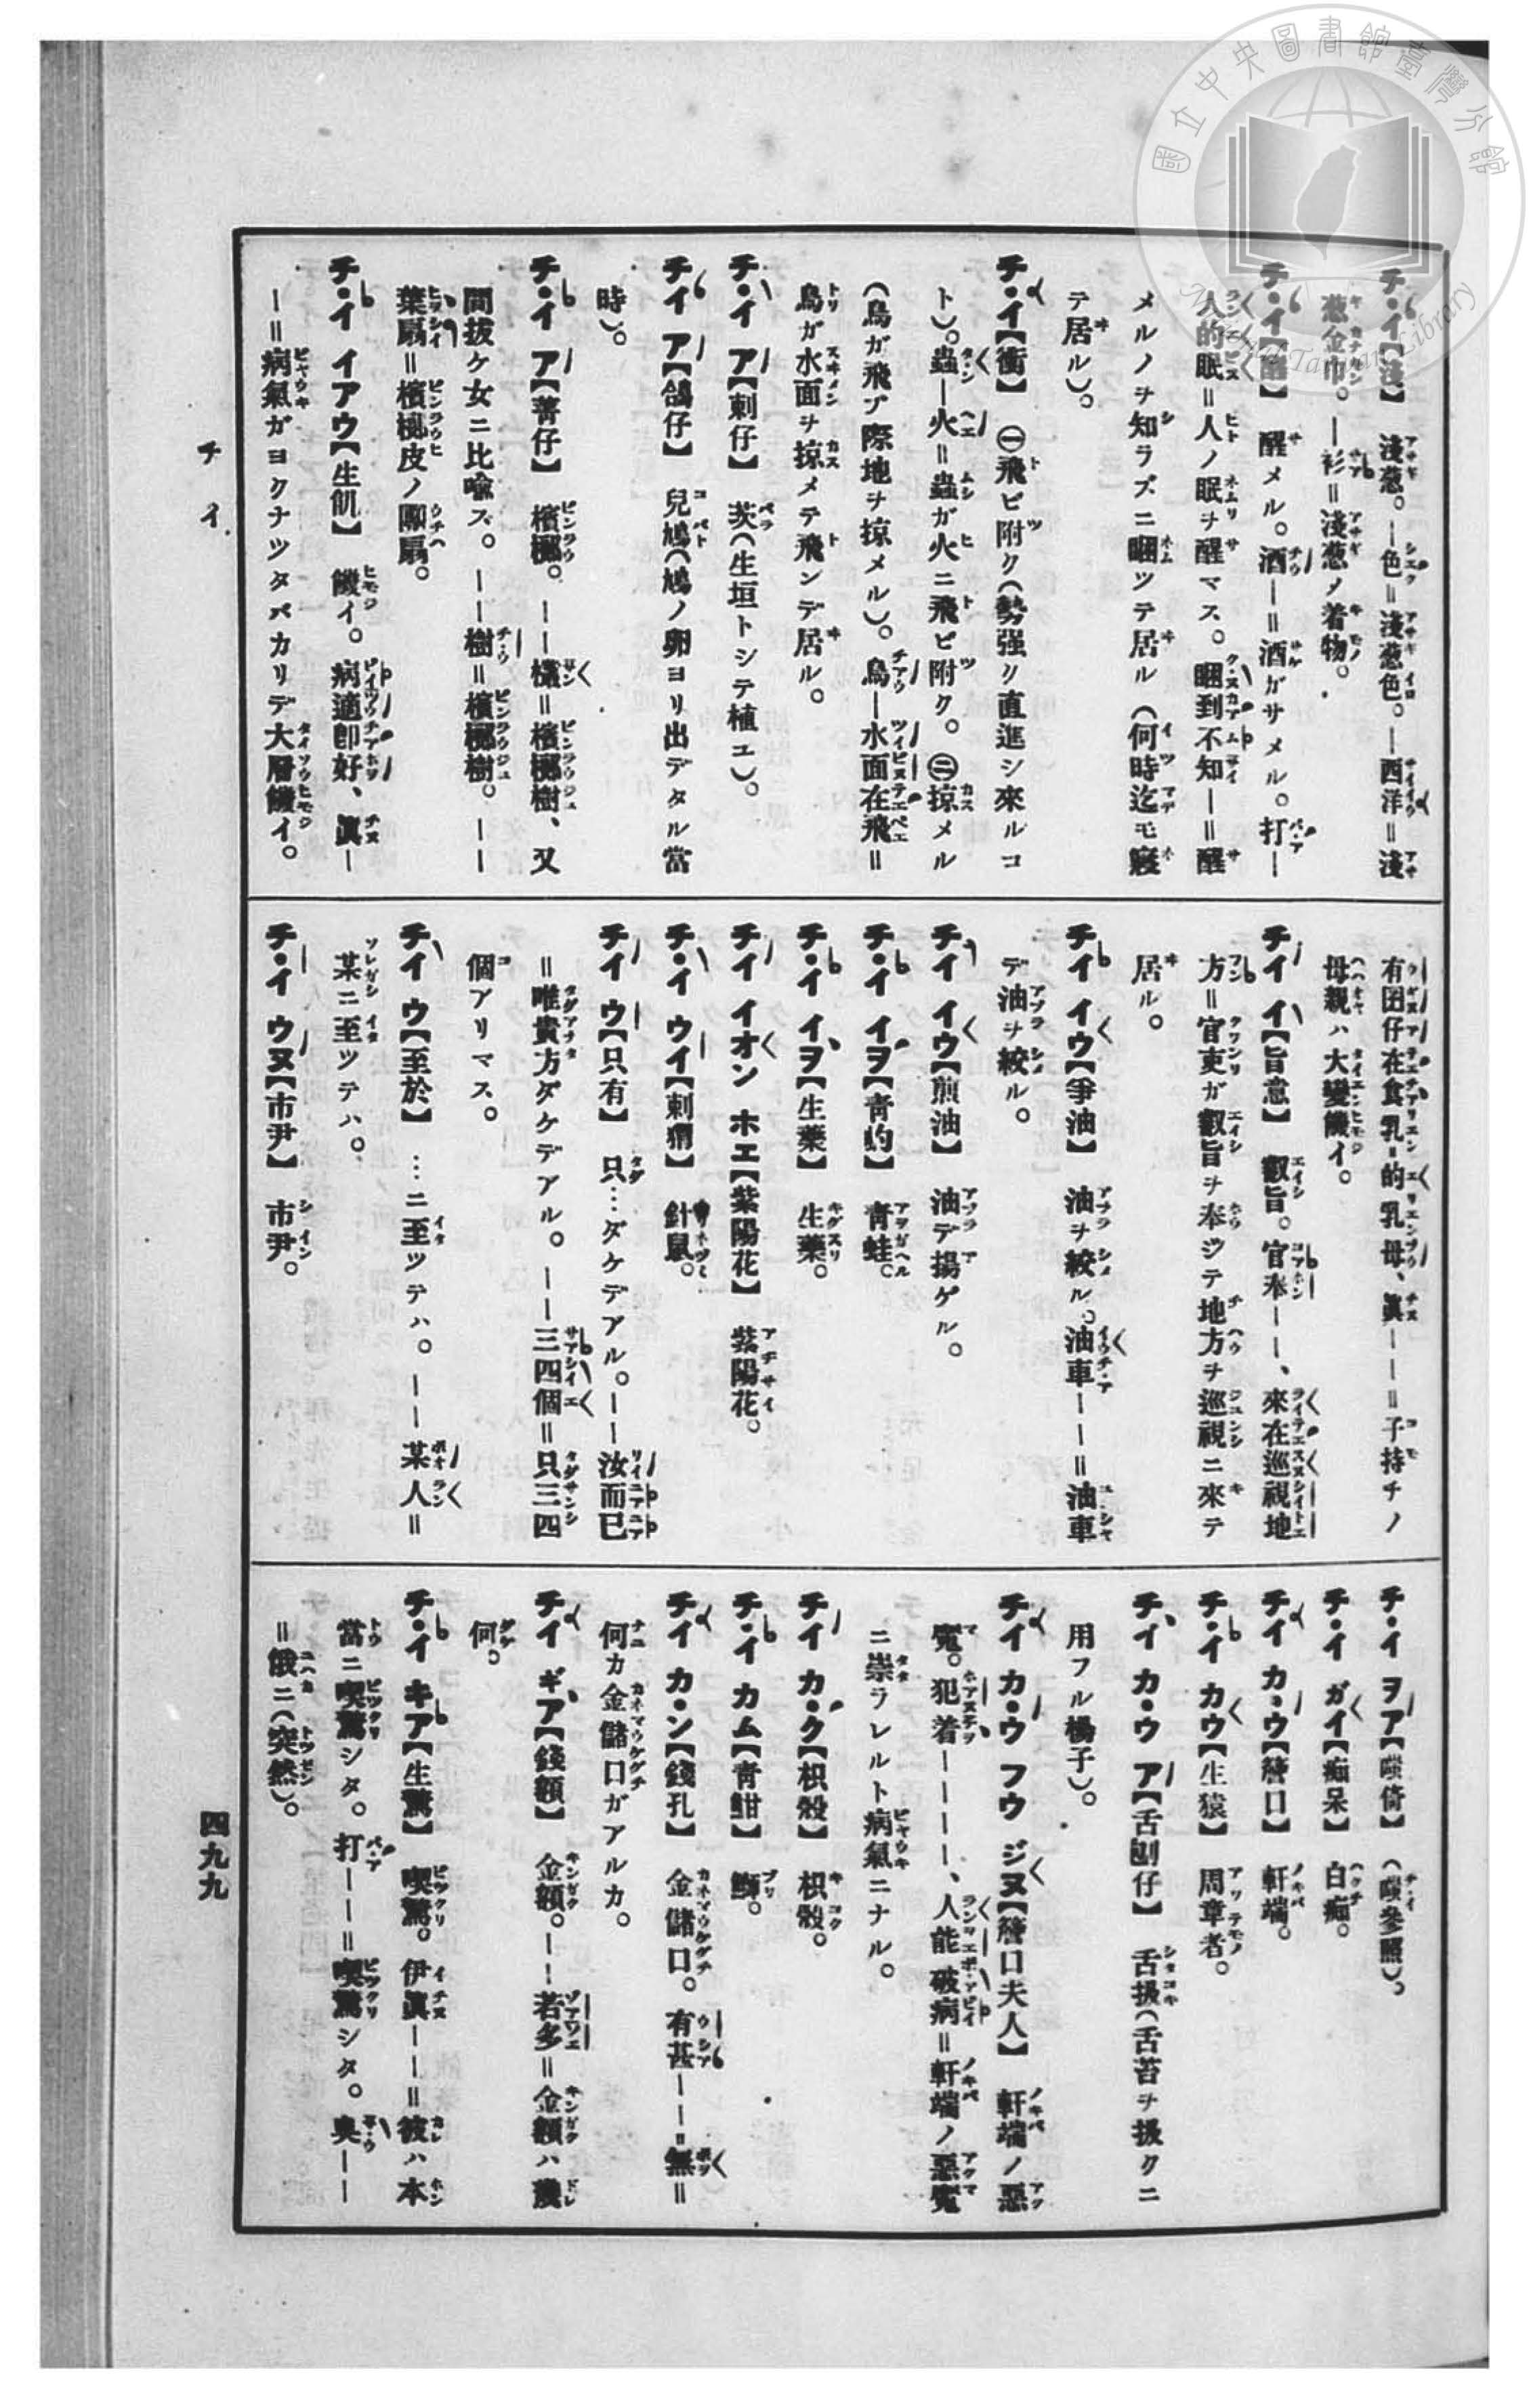 チ・イ【淺】 淺葱。―色＝淺葱色。―西洋＝淺
葱金巾。―衫＝淺葱ノ着物。
チ・イ【醒】 醒メル。酒―＝酒ガサメル。打―
人的眠＝人ノ眠ヲ醒マス。睏到不知―＝醒
メルノヲ知ラズニ睏ツテ居ル（何時迄モ寢
テ居ル）。
チ・イ【衝】 ㊀飛ビ附ク（勢强ク直進シ來ルコ
ト）。蟲―火＝蟲ガ火ニ飛ビ附ク。㊁掠メル
（鳥ガ飛ブ際地ヲ掠メル）。鳥―水面在飛＝
鳥ガ水面ヲ掠メテ飛ンデ居ル。
チ・イ ア【刺仔】 茨（生垣トシテ植エ）。
チイ ア【鴿仔】 兒鳩（鳩ノ卵ヨリ出デタル當
時）。
チ・イ ア【菁仔】 檳榔。――欉＝檳榔樹、又
間拔ケ女ニ比喩ス。――樹＝檳榔樹。――
葉扇＝檳榔皮ノ團扇。
チ・イ イアウ【生飢】 饑イ。病適卽好、眞―
―＝病氣ガヨクナツタバカリデ大層饑イ。
有囝仔在食乳-的乳母、眞――＝子持チノ
母親ハ大變饑イ。
チイ イ【旨意】 叡旨。官奉――、來在巡視地
方＝官吏ガ叡旨ヲ奉ジテ地方ヲ巡視ニ來テ
居ル。
チイ イウ【爭油】 油ヲ絞ル。油車――＝油車
デ油ヲ絞ル。
チイ イウ【煎油】 油デ揚ゲル。
チ・イ イヲ【青約】 青蛙。
チ・イ イヲ【生藥】 生藥。
チイ イオン ホエ【紫陽花】 紫陽花。
チ・イ ウイ【刺猬】 針鼠。
チイ ウ【只有】 只…ダケデアル。――汝而已
＝唯貴方ダケデアル。――三四個＝只三四
個アリマス。
チイ ウ【至於】 …ニ至ツテハ。――某人＝
某ニ至ツテハ。
チ・イ ウヌ【市尹】 市尹。
チ・イ ヲア【倚】 （參照）。
チ・イ ガイ【痴呆】 白痴。
チイ カ・ウ【簷口】 軒端。
チ・イ カウ【生猿】 周章者。
チイ カ・ウ ア【舌刨仔】 舌扱（舌苔ヲ扱クニ
用フル楊子）。
チイ カ・ウ フウ ジヌ【簷口夫人】 軒端ノ惡
魔。犯着――――、人能破病＝軒端ノ惡魔
ニ祟ラレルト病氣ニナル。
チイ カ・ク【枳殼】 枳殼。
チ・イ カム【青魽】 鰤。
チイ カ・ン【錢孔】 金儲口。有甚――無＝
何カ金儲口ガアルカ。
チイ ギア【錢額】 金額。――若多＝金額ハ幾
何。
チ・イ キア【生驚】 喫驚。伊眞――＝彼ハ本
當ニ喫驚シタ。打――＝喫驚シタ。奧――
＝俄ニ（突然）。
チ イ
四九九
國立中央圖書館臺灣分館
National Taiwan Library